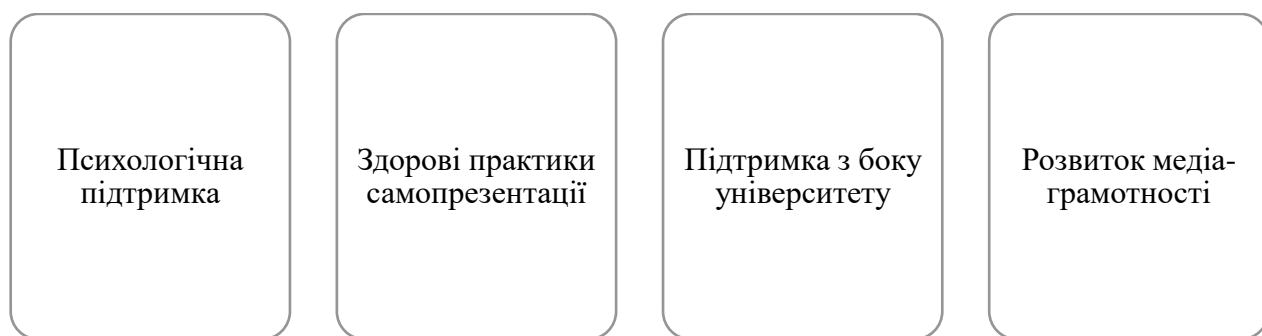 Психологічна
підтримка
Здорові практики
самопрезентації
Підтримка з боку
університету
Розвиток медіа-
грамотності